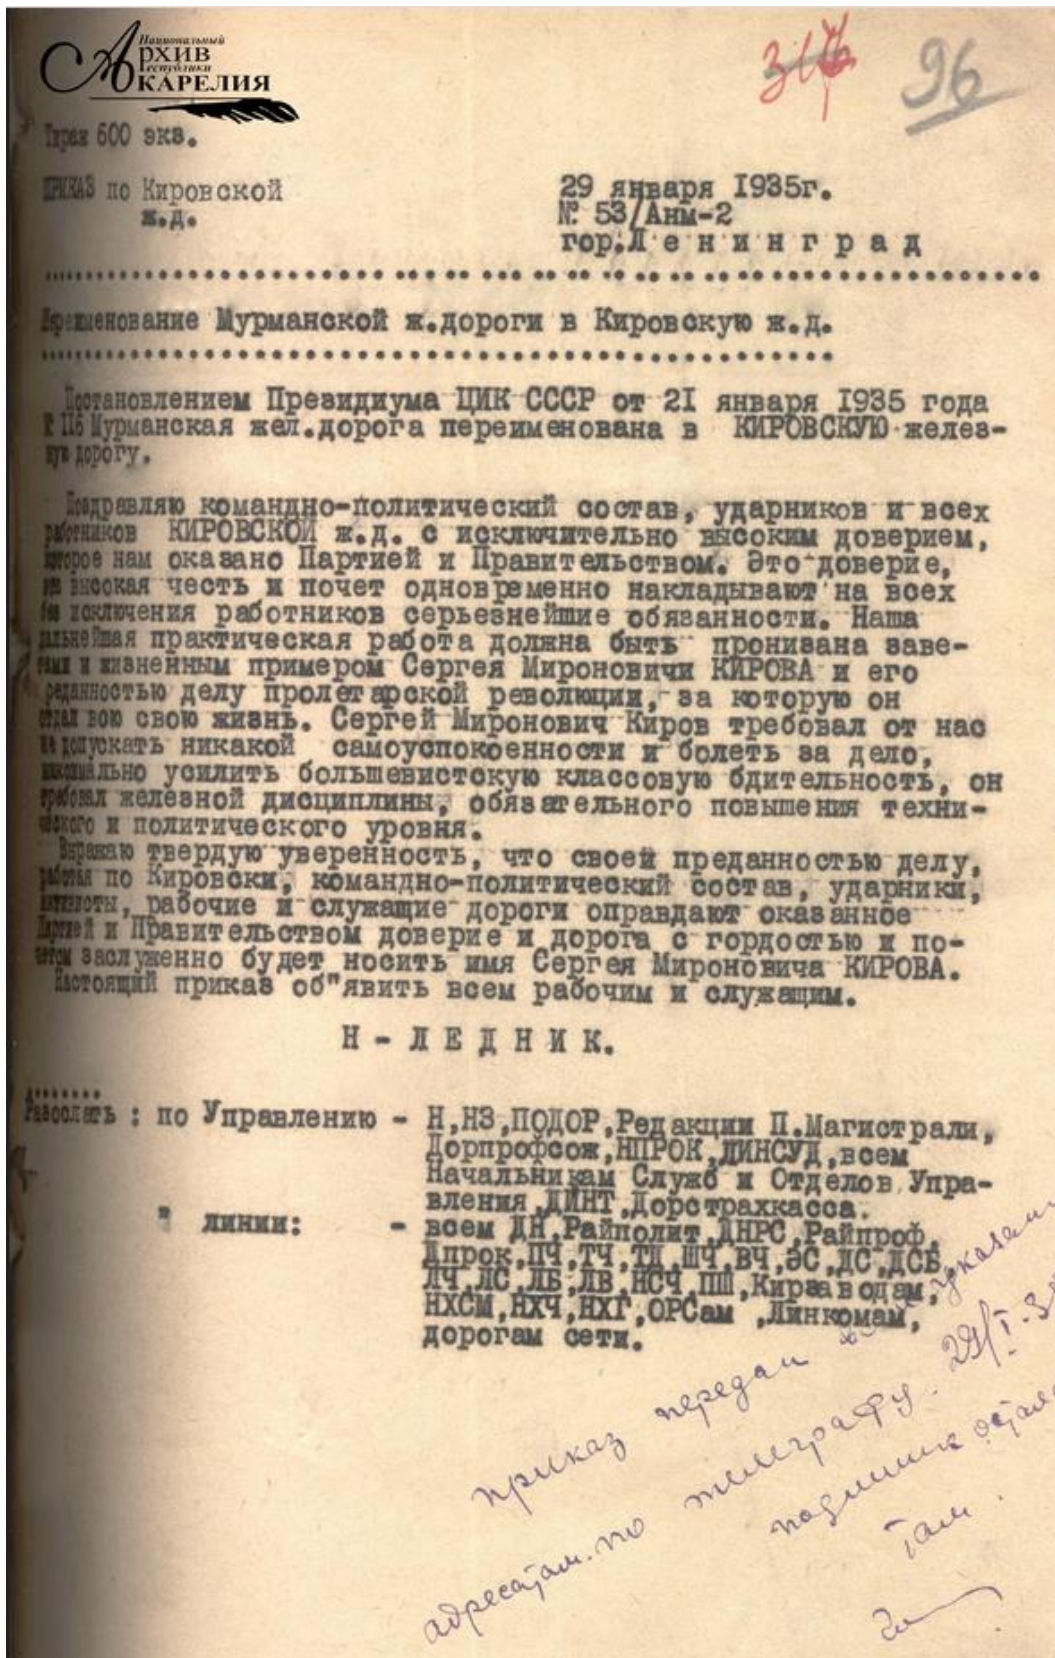 Национальный
АРХИВ
Республики
КАРЕЛИЯ
96
Тираж 600 экз.
ПРИКАЗ по Кировской
ж.д.
29 января 1935г.
№ 53/Анм-2
гор.Ленинград
Переименование Мурманской ж.дороги в Кировскую ж.д.
Постановлением Президиума ЦИК СССР от 21 января 1935 года
Мурманская жел.дорога переименована в КИРОВСКУЮ желез-
ную дорогу.
Поздравляю командно-политический состав, ударников и всех
работников КИРОВСКОЙ ж.д. с исключительно высоким доверием,
которое нам оказано Партией и Правительством. Это доверие,
высокая честь и почет одновременно накладывают на всех
без исключения работников серьезнейшие обязанности. Наша
дальнейшая практическая работа должна быть пронизана заве-
тами и жизненным примером Сергея Мироновичи КИРОВА и его
преданностью делу пролетарской революции, за которую он
отдал вою свою жизнь. Сергей Миронович Киров требовал от нас
не допускать никакой самоуспокоенности и болеть за дело,
максимально усилить большевистскую классовую бдительность, он
требовал железной дисциплины, обязательного повышения техни-
ческого и политического уровня.
Выражаю твердую уверенность, что своей преданностью делу,
работая по Кировски, командно-политический состав, ударники,
активисты, рабочие и служащие дороги оправдают оказанное
Партией и Правительством доверие и дорога с гордостью и по-
четом заслуженно будет носить имя Сергея Мироновича КИРОВА.
Настоящий приказ об"явить всем рабочим и служащим.
Н - ЛЕДНИК.
Разослать : по Управлению - Н,НЗ,ПОДОР,Редакции П.Магистрали,
Дорпрофсож,НПРОК,ЛИНСУД,всем
Начальникам Служб и Отделов Упра-
вления,ДИНТ,Дорстрахкасса.
" линии: - всем ДН,Райполит,ДНРС,Райпроф,
Дпрок,ПЧ,ТЧ,ТД,ШЧ,ВЧ,ЭС,ДС,ДСБ,
ЛЧ,ЛС,ЛБ,ЛВ,НСЧ,ПШ,Кирзаводам,
НХСМ,НХЧ,НХГ,ОРСам ,Линкомам,
дорогам сети.
приказ передан
адресатам по телеграфу. 29/I-35
подлинник
там.